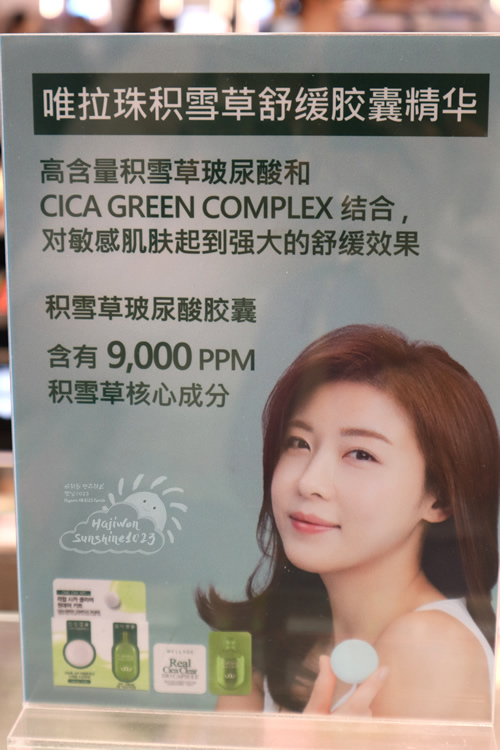 唯拉珠积雪草舒缓胶囊精华
高含量积雪草玻尿酸和
CICA GREEN COMPLEX 结合,
对敏感肌肤起到强大的舒缓效果
积雪草玻尿酸胶囊
含有 9,000 PPM
积雪草核心成分
Hajiwon
Sunshine1023
WELLAGE
Real
Cica Clear